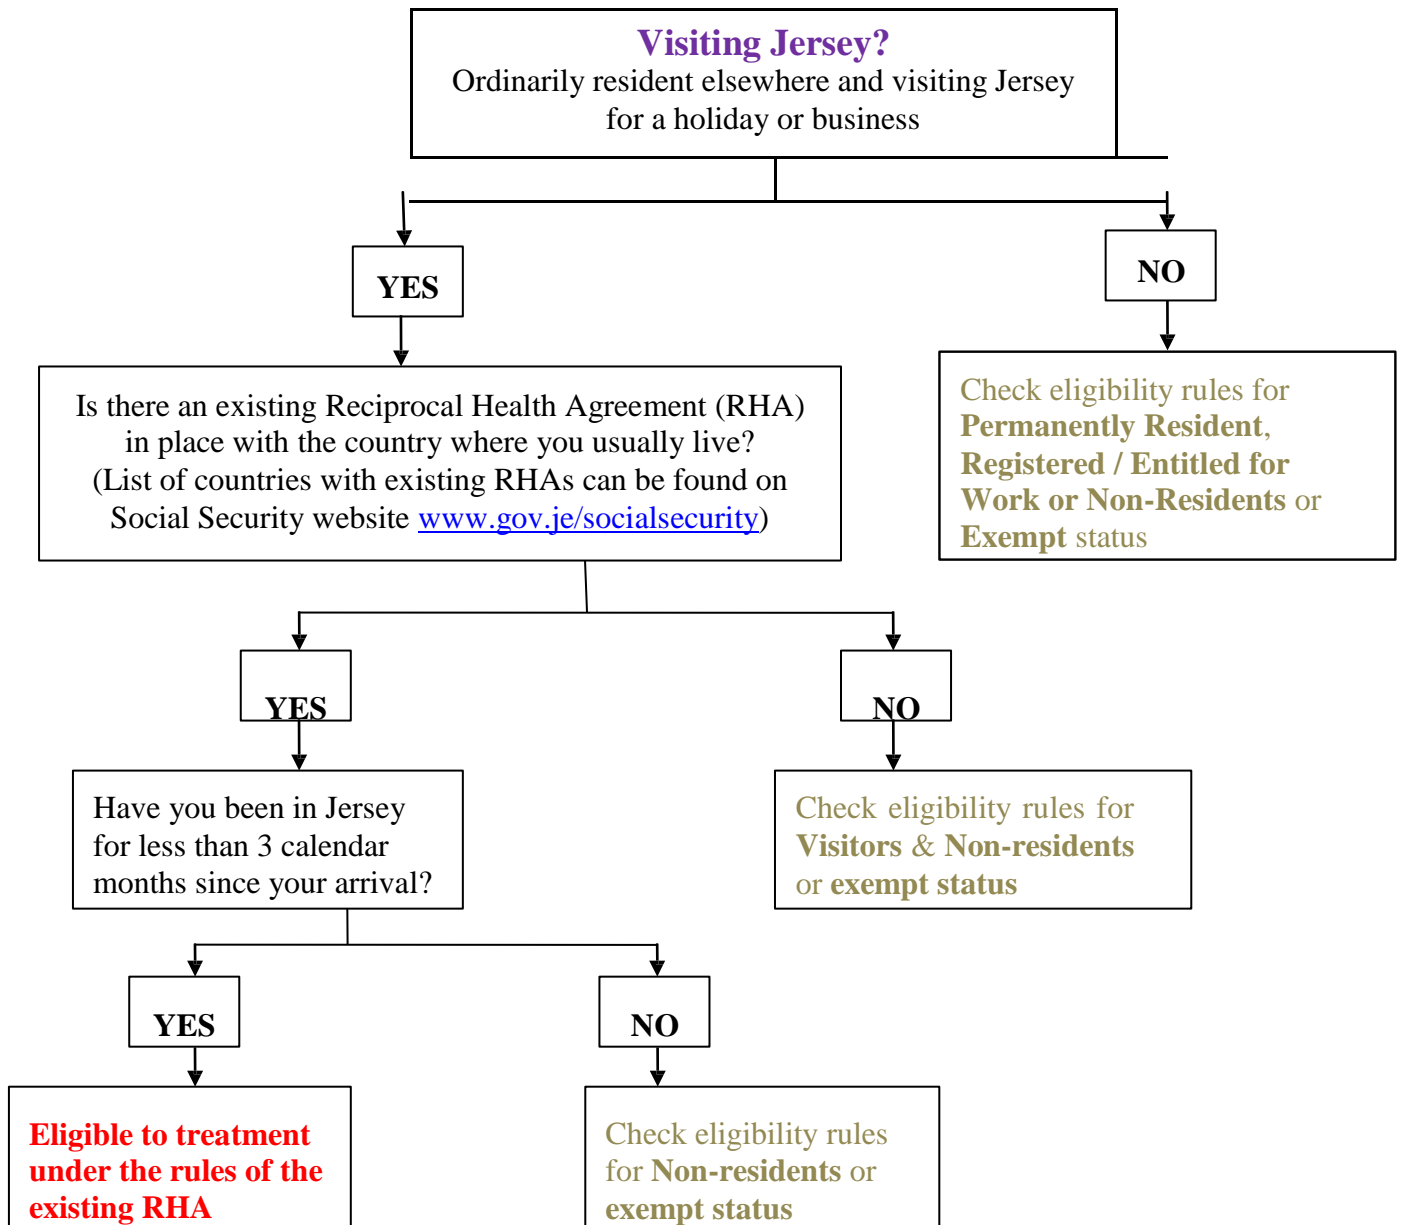 Visiting Jersey?
Ordinarily resident elsewhere and visiting Jersey
for a holiday or business
YES
NO
Is there an existing Reciprocal Health Agreement (RHA)
in place with the country where you usually live?
(List of countries with existing RHAs can be found on
Social Security website www.gov.je/socialsecurity)
Check eligibility rules for
Permanently Resident,
Registered / Entitled for
Work or Non-Residents or
Exempt status
YES
NO
Have you been in Jersey
for less than 3 calendar
months since your arrival?
Check eligibility rules for
Visitors & Non-residents
or exempt status
YES
NO
Eligible to treatment
under the rules of the
existing RHA
Check eligibility rules
for Non-residents or
exempt status